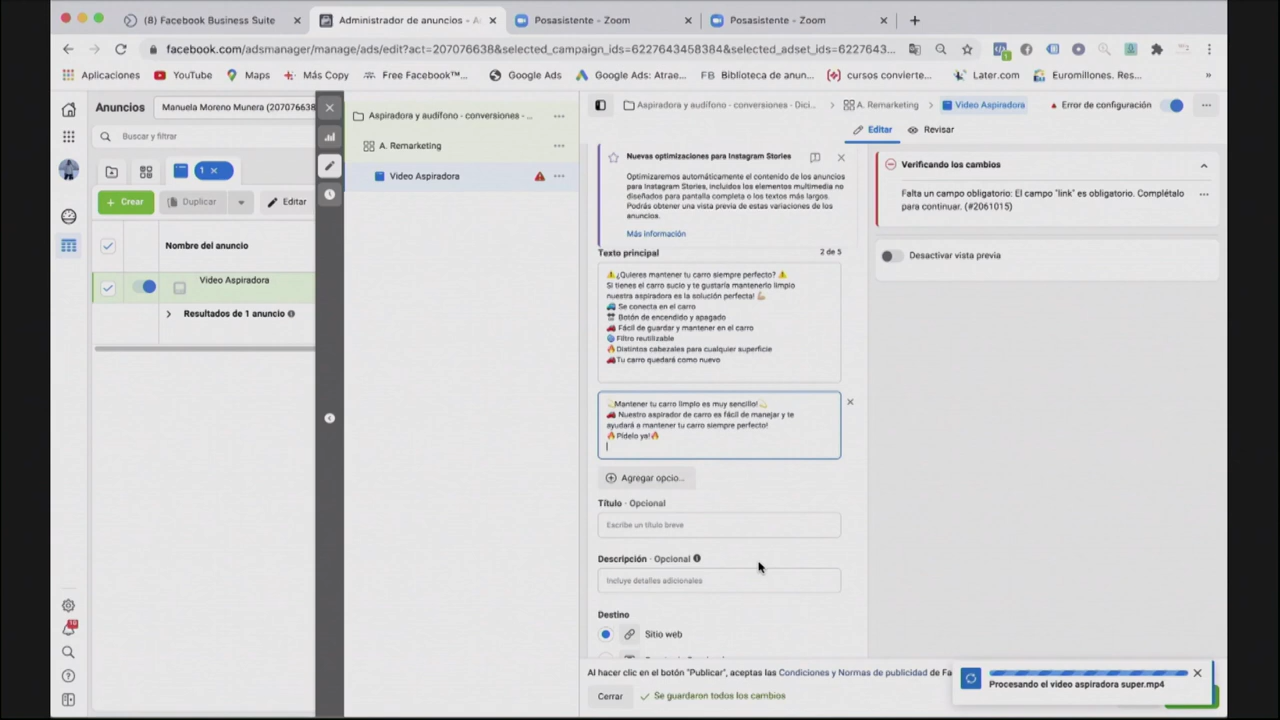 (8) Facebook Business Suite
Administrador de anuncios - A
Posasistente - Zoom
Posasistente - Zoom
facebook.com/adsmanager/manage/ads/edit?act=207076638&selected_campaign_ids=6227643458384&selected_adset_ids=6227643...
Aplicaciones
YouTube
Maps
Más Copy
Free Facebook™...
Google Ads
Google Ads: Atrae...
FB Biblioteca de anun...
cursos convierte...
Later.com
Euromillones. Res...
»
Anuncios
Manuela Moreno Munera (207076638
Buscar y filtrar
1 ×
+ Crear
Duplicar
Editar
Nombre del anuncio
Video Aspiradora
Resultados de 1 anuncio
10
Aspiradora y audífono - conversiones - ...
A. Remarketing
Video Aspiradora
Aspiradora y audífono - conversiones - Dici...
A. Remarketing
Video Aspiradora
Error de configuración
Editar
Revisar
Nuevas optimizaciones para Instagram Stories
Optimizaremos automáticamente el contenido de los anuncios
para Instagram Stories, incluidos los elementos multimedia no
diseñados para pantalla completa o los textos más largos.
Podrás obtener una vista previa de estas variaciones de los
anuncios.
Más información
Texto principal
2 de 5
⚠️¿Quieres mantener tu carro siempre perfecto? ⚠️
Si tienes el carro sucio y te gustaría mantenerlo limpio
nuestra aspiradora es la solución perfecta! 💪🏼
🚙 Se conecta en el carro
Botón de encendido y apagado
🚗 Fácil de guardar y mantener en el carro
Filtro reutilizable
🔥Distintos cabezales para cualquier superficie
🚗Tu carro quedará como nuevo
💫Mantener tu carro limpio es muy sencillo!💫
🚗 Nuestro aspirador de carro es fácil de manejar y te
ayudará a mantener tu carro siempre perfecto!
🔥Pídelo ya!🔥
Agregar opcio...
Título · Opcional
Escribe un título breve
Descripción · Opcional
Incluye detalles adicionales
Destino
Sitio web
Al hacer clic en el botón "Publicar", aceptas las Condiciones y Normas de publicidad de Fa
Cerrar
Se guardaron todos los cambios
Verificando los cambios
Falta un campo obligatorio: El campo "link" es obligatorio. Complétalo
para continuar. (#2061015)
Desactivar vista previa
Procesando el video aspiradora super.mp4